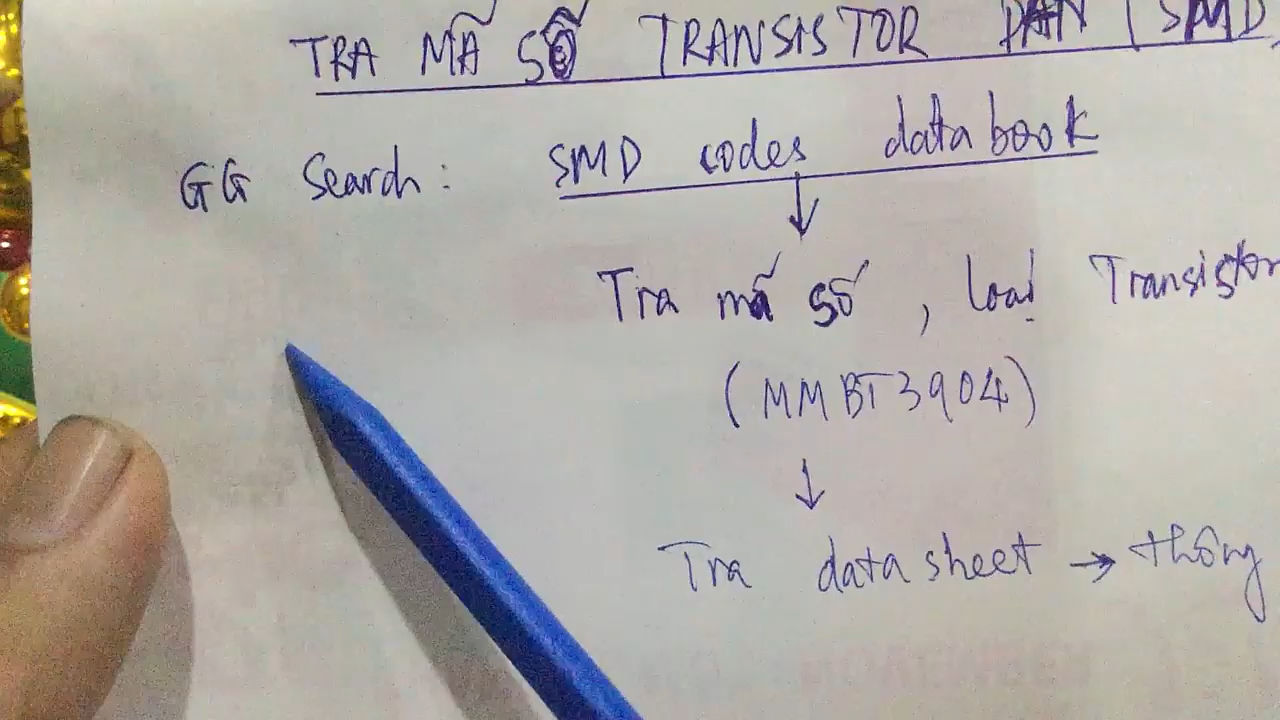 TRA MÃ SỐ TRANSISTOR DÁN (SMD)
GG Search: SMD codes databook
↓
Tra mã số, loại Transistor
(MMBT3904)
↓
Tra datasheet → thông